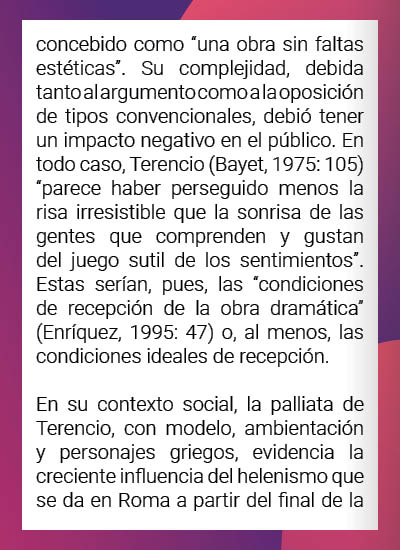 concebido como “una obra sin faltas
estéticas”. Su complejidad, debida
tanto al argumento como a la oposición
de tipos convencionales, debió tener
un impacto negativo en el público. En
todo caso, Terencio (Bayet, 1975: 105)
“parece haber perseguido menos la
risa irresistible que la sonrisa de las
gentes que comprenden y gustan
del juego sutil de los sentimientos”.
Estas serían, pues, las “condiciones
de recepción de la obra dramática”
(Enríquez, 1995: 47) o, al menos, las
condiciones ideales de recepción.
En su contexto social, la palliata de
Terencio, con modelo, ambientación
y personajes griegos, evidencia la
creciente influencia del helenismo que
se da en Roma a partir del final de la